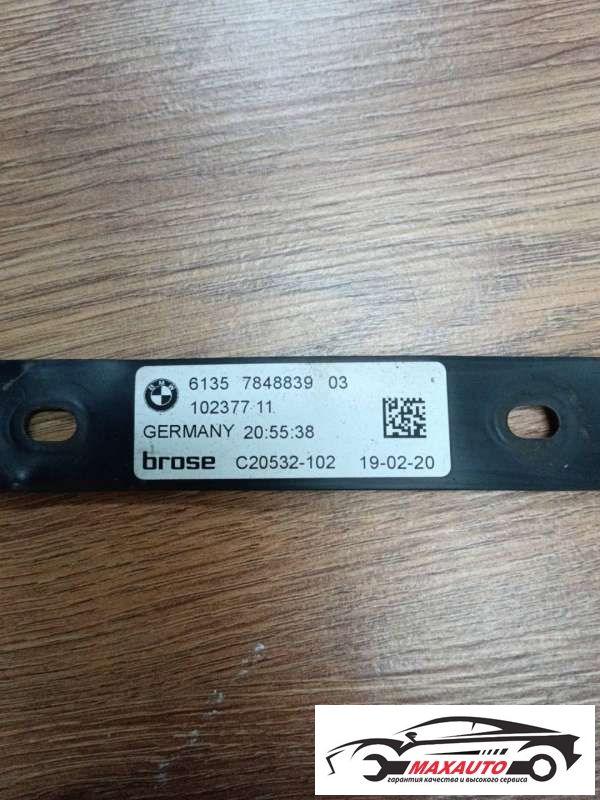 BMW
6135 7848839 03
102377 11
GERMANY 20:55:38
brose C20532-102 19-02-20
MAXAUTO
гарантия качества и высокого сервиса